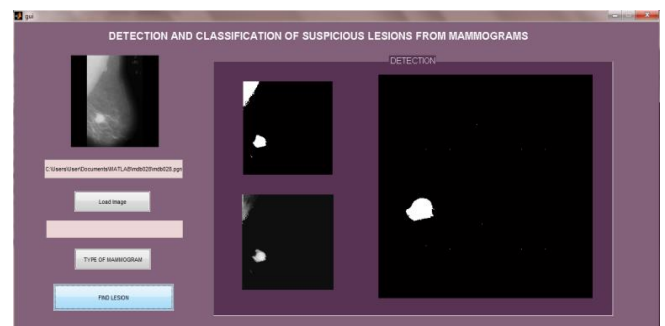 gui
DETECTION AND CLASSIFICATION OF SUSPICIOUS LESIONS FROM MAMMOGRAMS
DETECTION
C:\Users\User\Documents\MATLAB\mdb028\mdb028.pgm
Load Image
TYPE OF MAMMOGRAM
FIND LESION